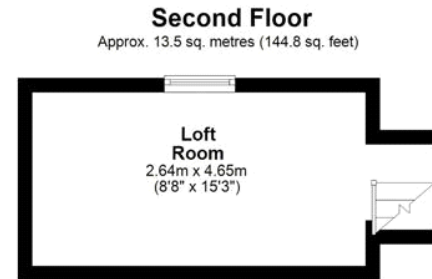 Second Floor
Approx. 13.5 sq. metres (144.8 sq. feet)
Loft
Room
2.64m x 4.65m
(8'8" x 15'3")